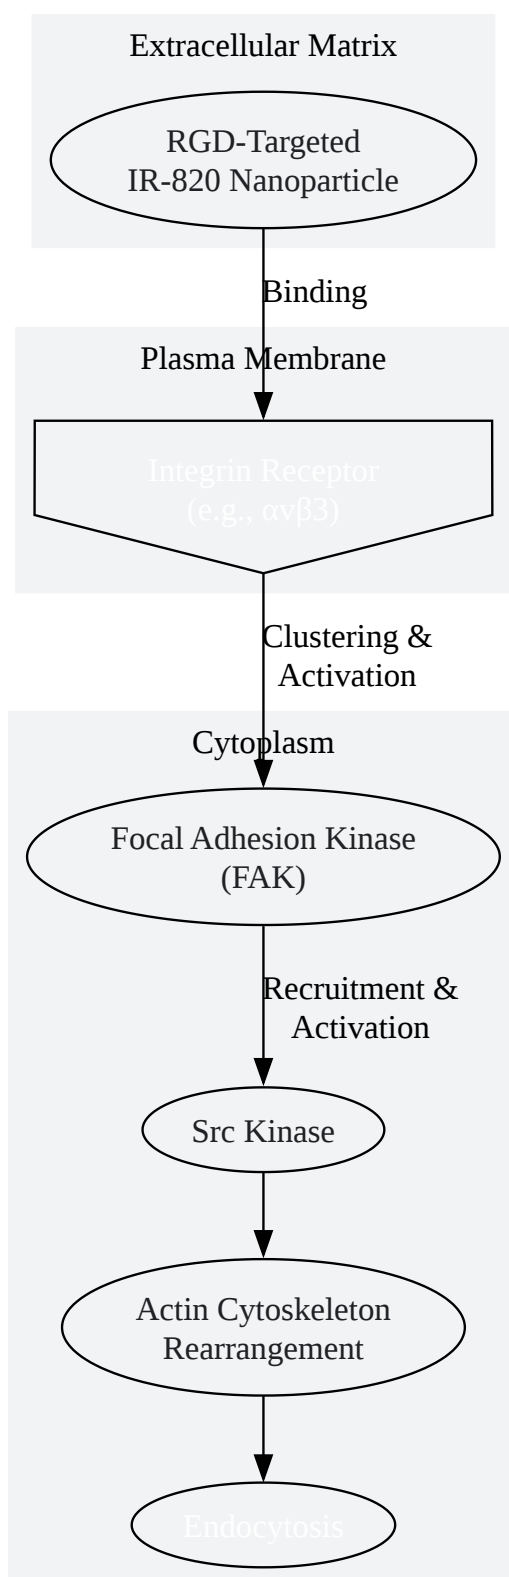 Extracellular Matrix
RGD-Targeted
IR-820 Nanoparticle
Binding
Plasma Membrane
Integrin Receptor
(e.g., αvβ3)
Clustering &
Activation
Cytoplasm
Focal Adhesion Kinase
(FAK)
Recruitment &
Activation
Src Kinase
Actin Cytoskeleton
Rearrangement
Endocytosis